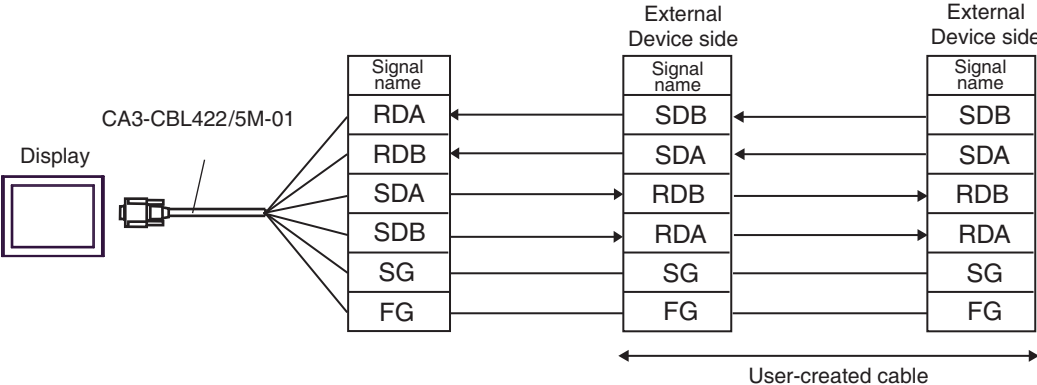 External
Device side
External
Device side
CA3-CBL422/5M-01
Display
Signal
name
RDA
RDB
SDA
SDB
SG
FG
Signal
name
SDB
SDA
RDB
RDA
SG
FG
Signal
name
SDB
SDA
RDB
RDA
SG
FG
User-created cable